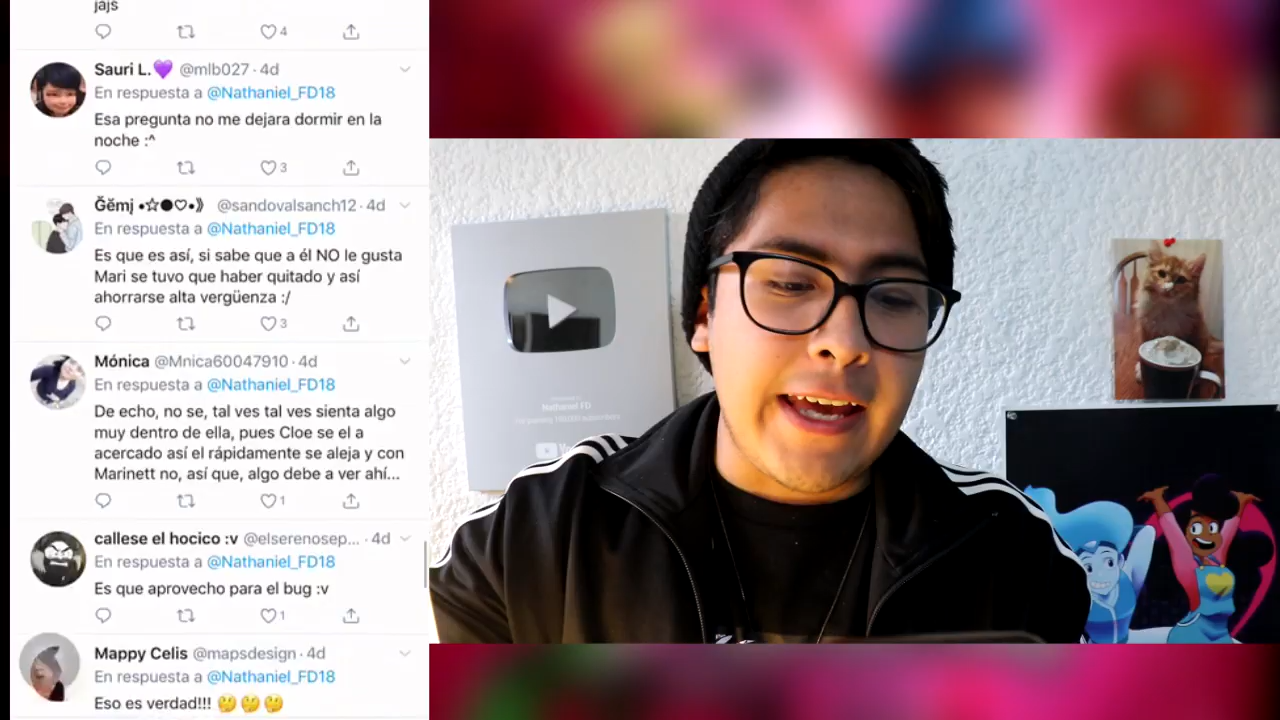 jajs
4
Sauri L.💜 @mlb027 · 4d
En respuesta a @Nathaniel_FD18
Esa pregunta no me dejara dormir en la
noche :^
3
Ğĕmj •☆●♡•》 @sandovalsanch12 · 4d
En respuesta a @Nathaniel_FD18
Es que es así, si sabe que a él NO le gusta
Mari se tuvo que haber quitado y así
ahorrarse alta vergüenza :/
3
Mónica @Mnica60047910 · 4d
En respuesta a @Nathaniel_FD18
De echo, no se, tal ves tal ves sienta algo
muy dentro de ella, pues Cloe se el a
acercado así el rápidamente se aleja y con
Marinett no, así que, algo debe a ver ahí...
1
callese el hocico :v @elserenosep... · 4d
En respuesta a @Nathaniel_FD18
Es que aprovecho para el bug :v
1
Mappy Celis @mapsdesign · 4d
En respuesta a @Nathaniel_FD18
Eso es verdad!!! 🤔🤔🤔
Nathaniel FD